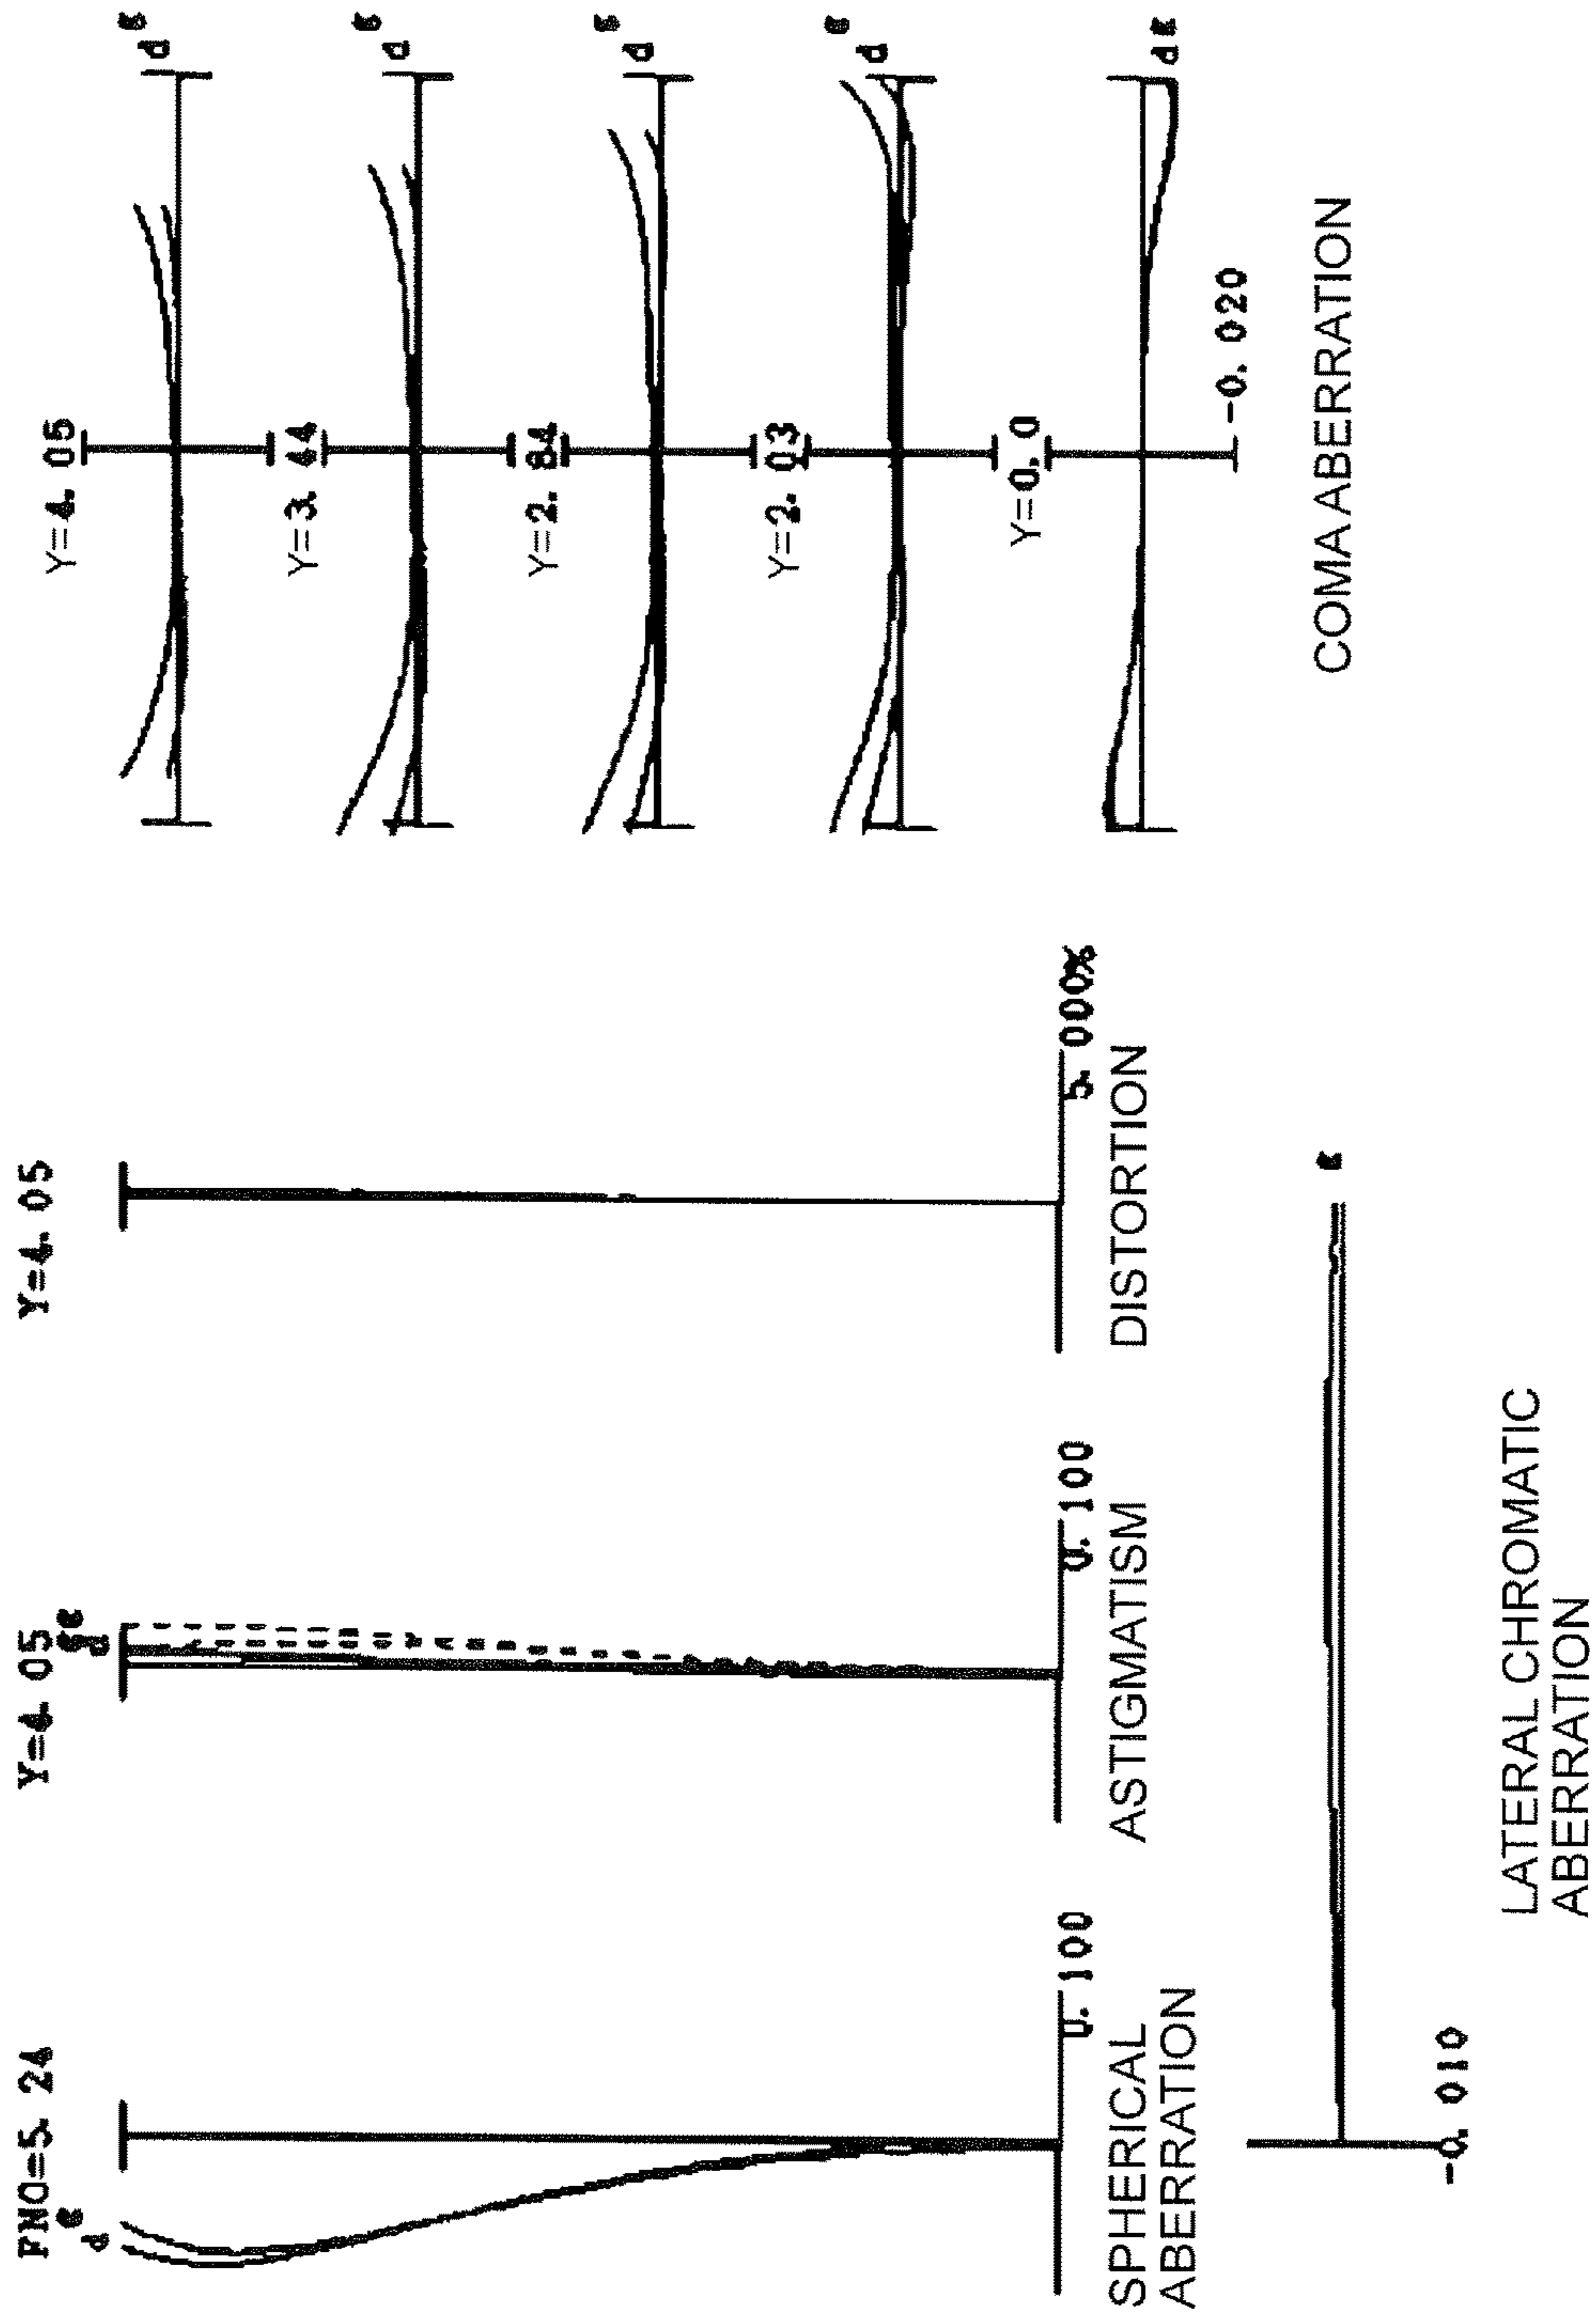 FNO=5. 24
g
d
0. 100
SPHERICAL
ABERRATION
Y=4. 05
g
d
0. 100
ASTIGMATISM
Y=4. 05
5. 000%
DISTORTION
g
-0. 010
LATERAL CHROMATIC
ABERRATION
Y=4. 05
g
d
Y=3. 44
g
d
Y=2. 84
g
d
Y=2. 03
g
d
Y=0. 0
d g
-0. 020
COMA ABERRATION